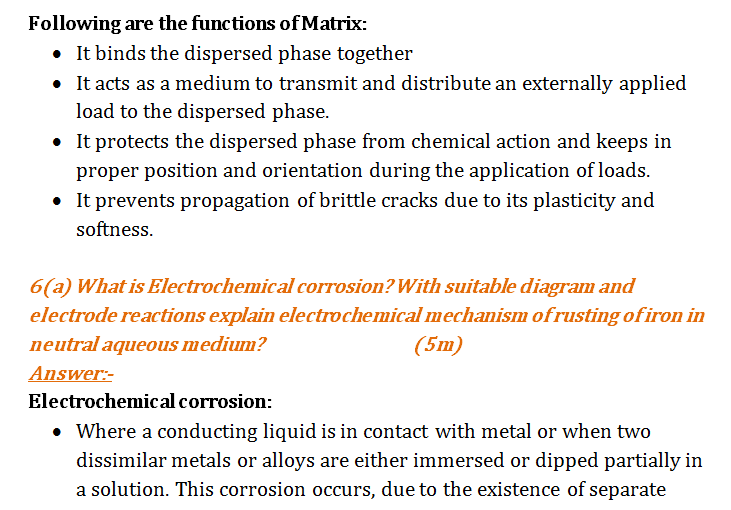 Following are the functions of Matrix:
• It binds the dispersed phase together
• It acts as a medium to transmit and distribute an externally applied
load to the dispersed phase.
• It protects the dispersed phase from chemical action and keeps in
proper position and orientation during the application of loads.
• It prevents propagation of brittle cracks due to its plasticity and
softness.
6(a) What is Electrochemical corrosion? With suitable diagram and
electrode reactions explain electrochemical mechanism of rusting of iron in
neutral aqueous medium? (5m)
Answer:-
Electrochemical corrosion:
• Where a conducting liquid is in contact with metal or when two
dissimilar metals or alloys are either immersed or dipped partially in
a solution. This corrosion occurs, due to the existence of separate